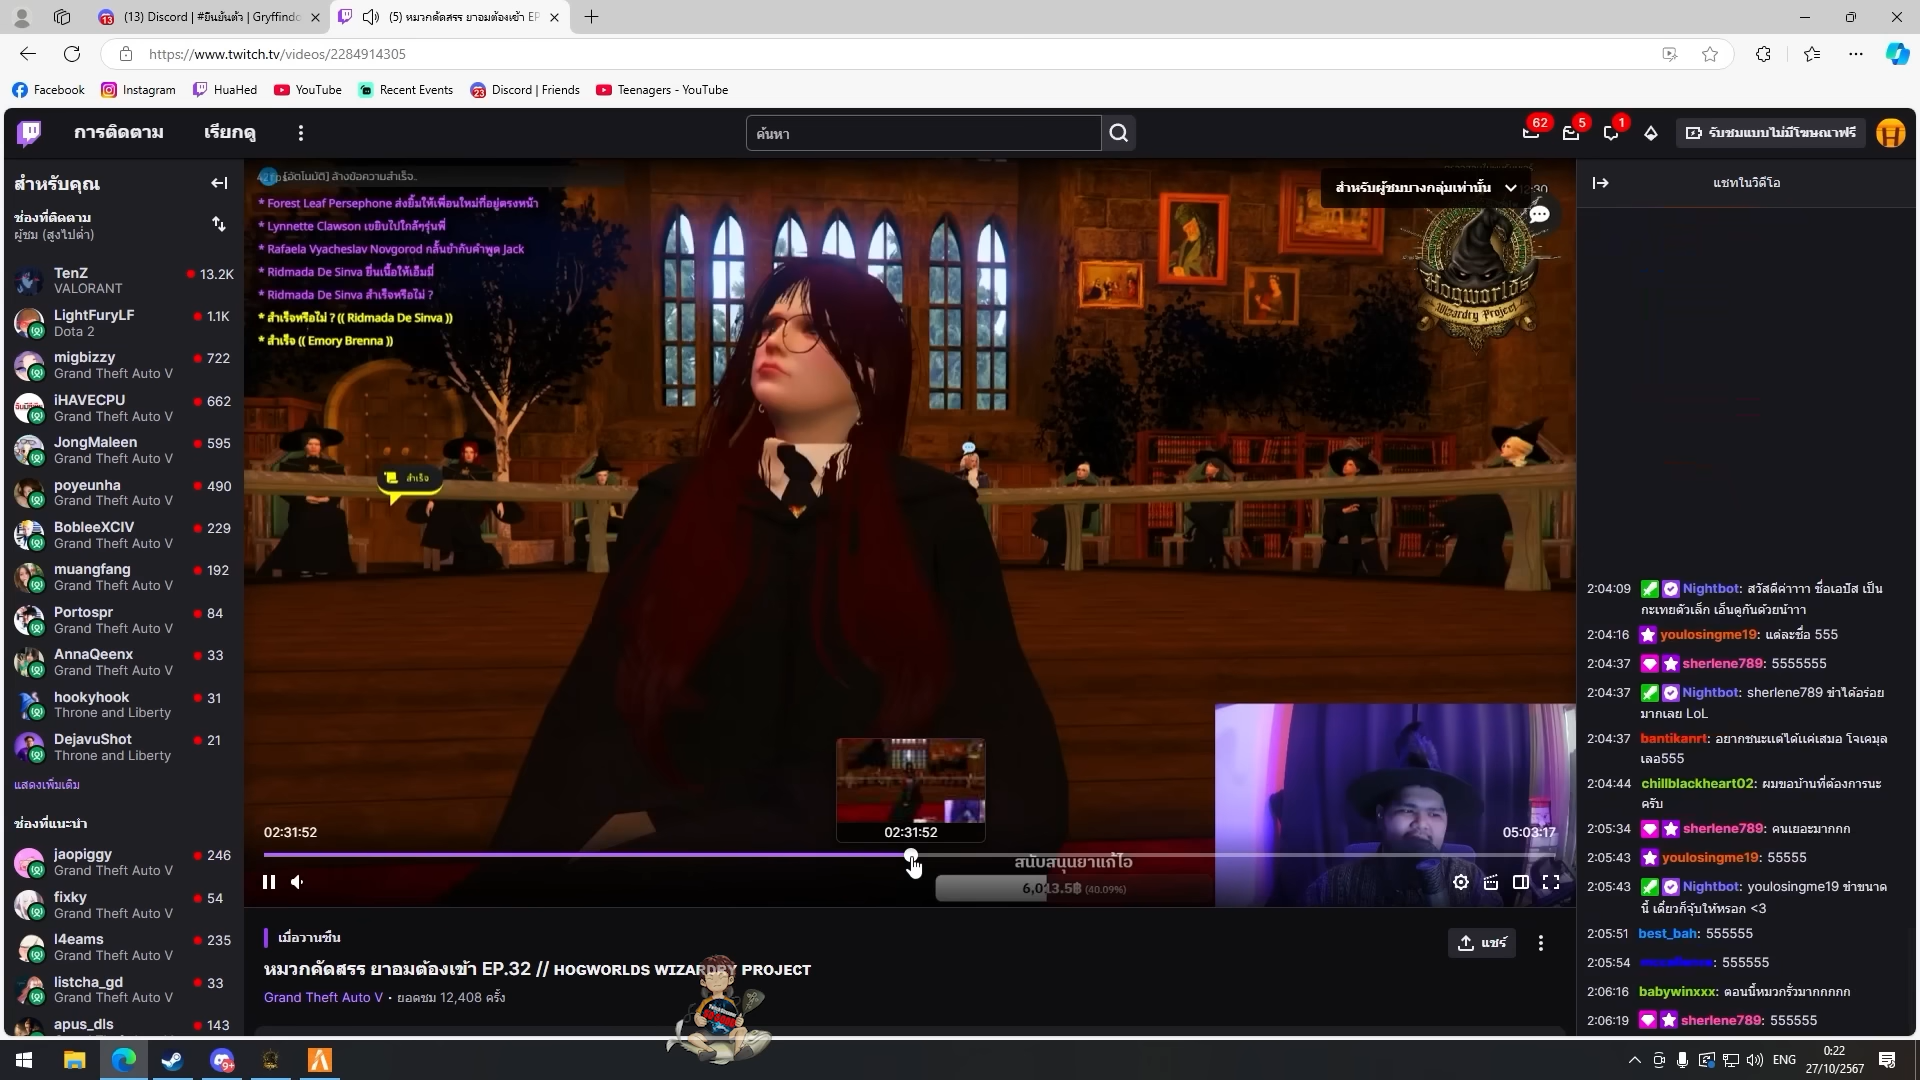 (13) Discord | #ยืนยันตัว | Gryffindo
(5) หมวกคัดสรร ยาอมต้องเข้า EP
https://www.twitch.tv/videos/2284914305
Facebook
Instagram
HuaHed
YouTube
Recent Events
Discord | Friends
Teenagers - YouTube
การติดตาม
เรียกดู
ค้นหา
62
5
1
รับชมแบบไม่มีโฆษณาฟรี
สำหรับคุณ
ช่องที่ติดตาม
ผู้ชม (สูงไปต่ำ)
TenZ
13.2K
VALORANT
LightFuryLF
1.1K
Dota 2
migbizzy
722
Grand Theft Auto V
iHAVECPU
662
Grand Theft Auto V
JongMaleen
595
Grand Theft Auto V
poyeunha
490
Grand Theft Auto V
BobleeXCIV
229
Grand Theft Auto V
muangfang
192
Grand Theft Auto V
Portospr
84
Grand Theft Auto V
AnnaQeenx
33
Grand Theft Auto V
hookyhook
31
Throne and Liberty
DejavuShot
21
Throne and Liberty
แสดงเพิ่มเติม
ช่องที่แนะนำ
jaopiggy
246
Grand Theft Auto V
fixky
54
Grand Theft Auto V
l4eams
235
Grand Theft Auto V
listcha_gd
33
Grand Theft Auto V
apus_dls
143
[อัตโนมัติ] ล้างข้อความสำเร็จ..
* Forest Leaf Persephone ส่งยิ้มให้เพื่อนใหม่ที่อยู่ตรงหน้า
* Lynnette Clawson เขยิบไปใกล้ๆรุ่นพี่
* Rafaela Vyacheslav Novgorod กลั้นขำกับคำพูด Jack
* Ridmada De Sinva ยื่นเนื้อให้เอ็มมี่
* Ridmada De Sinva สำเร็จหรือไม่ ?
* สำเร็จหรือไม่ ? (( Ridmada De Sinva ))
* สำเร็จ (( Emory Brenna ))
สำเร็จ
สำหรับผู้ชมบางกลุ่มเท่านั้น
Hogworlds
Wizardry Project
02:31:52
02:31:52
05:03:17
สนับสนุนยาแก้ไอ
6,013.5฿ (40.09%)
เมื่อวานซืน
หมวกคัดสรร ยาอมต้องเข้า EP.32 // HOGWORLDS WIZARDRY PROJECT
Grand Theft Auto V • ยอดชม 12,408 ครั้ง
แชร์
แชทในวิดีโอ
2:04:09 Nightbot: สวัสดีค่าาาา ชื่อเอปัส เป็น
กะเทยตัวเล็ก เอ็นดูกันด้วยน้าาา
2:04:16 youlosingme19: แต่ละชื่อ 555
2:04:37 sherlene789: 5555555
2:04:37 Nightbot: sherlene789 ขำได้อร่อย
มากเลย LoL
2:04:37 bantikanrt: อยากชนะแต่ได้แค่เสมอ โจเคมุล
เลอ555
2:04:44 chillblackheart02: ผมขอบ้านที่ต้องการนะ
ครับ
2:05:34 sherlene789: คนเยอะมากกก
2:05:43 youlosingme19: 55555
2:05:43 Nightbot: youlosingme19 ขำขนาด
นี้ เดี๋ยวก็จุ้บให้หรอก <3
2:05:51 best_bah: 555555
2:05:54 : 555555
2:06:16 babywinxxx: ตอนนี้หมวกรั่วมากกกกก
2:06:19 sherlene789: 555555
9+
ENG
0:22
27/10/2567